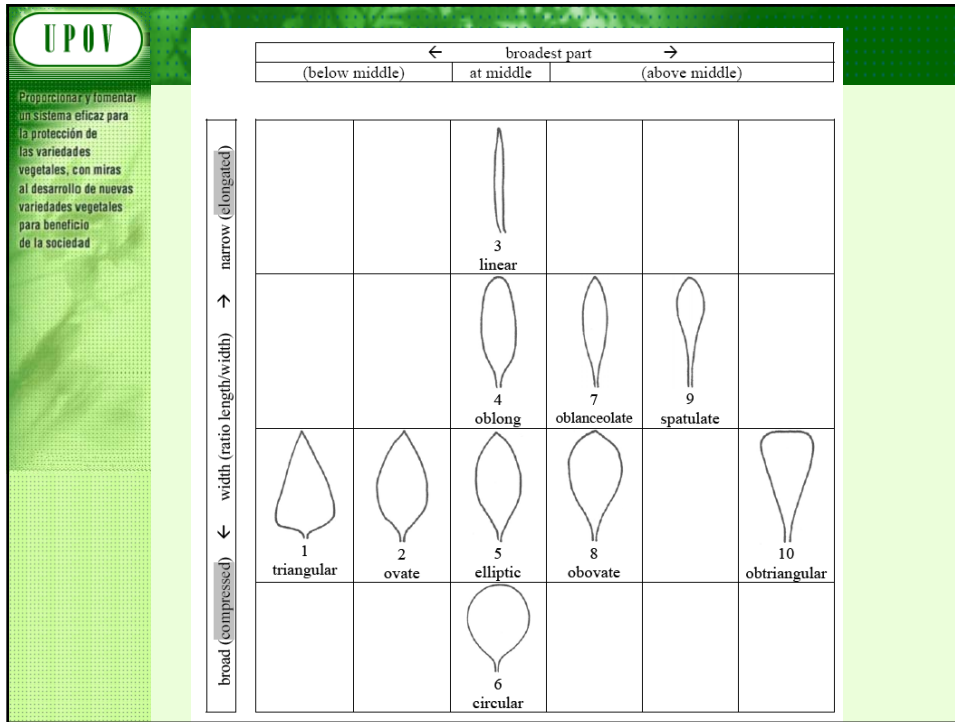 UPOV
Proporcionar y fomentar
un sistema eficaz para
la protección de
las variedades
vegetales, con miras
al desarrollo de nuevas
variedades vegetales
para beneficio
de la sociedad
← broadest part →
(below middle) at middle (above middle)
broad (compressed) ← width (ratio length/width) → narrow (elongated)
3
linear
4 7 9
oblong oblanceolate spatulate
1 2 5 8 10
triangular ovate elliptic obovate obtriangular
6
circular